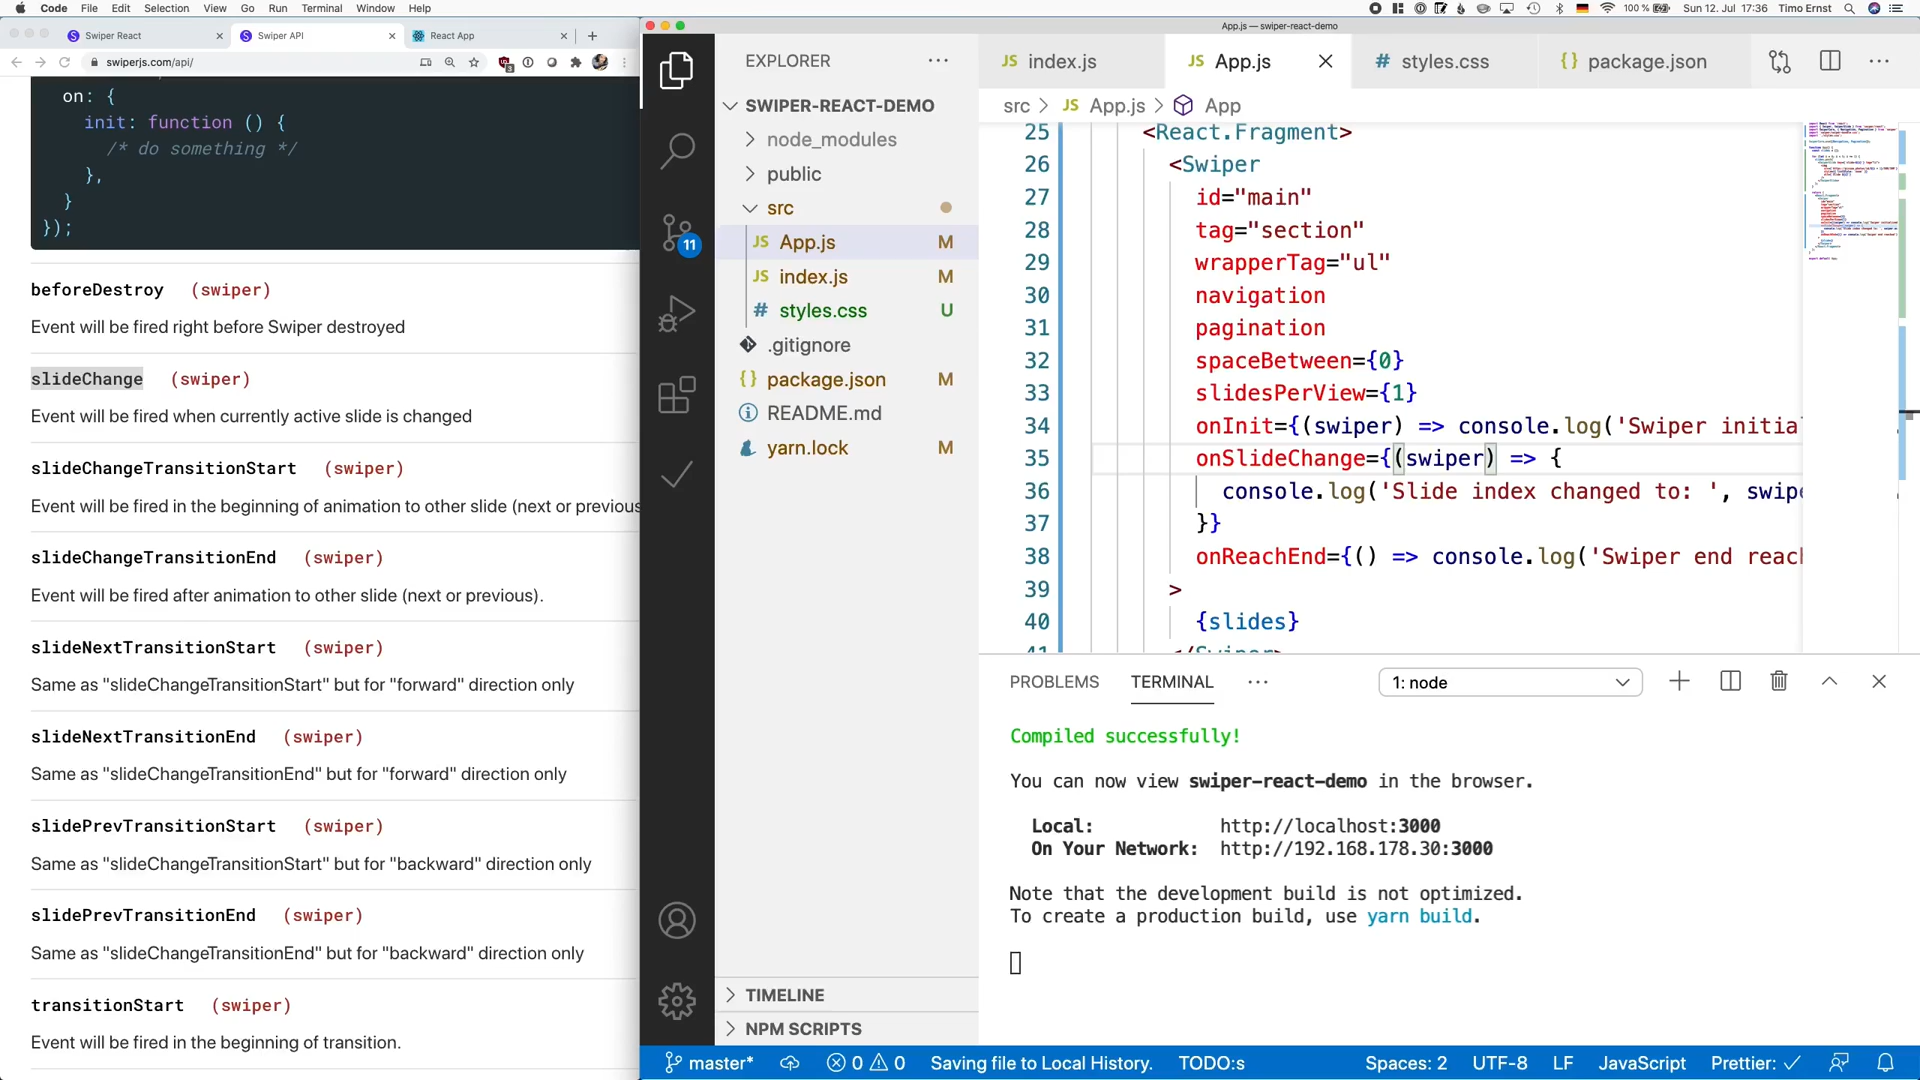 Code File Edit Selection View Go Run Terminal Window Help
100 % Sun 12. Jul 17:36 Timo Ernst
Swiper React
Swiper API
React App
swiperjs.com/api/
3
on: {
init: function () {
/* do something */
},
}
});
beforeDestroy (swiper)
Event will be fired right before Swiper destroyed
slideChange (swiper)
Event will be fired when currently active slide is changed
slideChangeTransitionStart (swiper)
Event will be fired in the beginning of animation to other slide (next or previous
slideChangeTransitionEnd (swiper)
Event will be fired after animation to other slide (next or previous).
slideNextTransitionStart (swiper)
Same as "slideChangeTransitionStart" but for "forward" direction only
slideNextTransitionEnd (swiper)
Same as "slideChangeTransitionEnd" but for "forward" direction only
slidePrevTransitionStart (swiper)
Same as "slideChangeTransitionStart" but for "backward" direction only
slidePrevTransitionEnd (swiper)
Same as "slideChangeTransitionEnd" but for "backward" direction only
transitionStart (swiper)
Event will be fired in the beginning of transition.
App.js — swiper-react-demo
11
EXPLORER
SWIPER-REACT-DEMO
node_modules
public
src
JS App.js M
JS index.js M
# styles.css U
.gitignore
{} package.json M
README.md
yarn.lock M
TIMELINE
NPM SCRIPTS
JS index.js
JS App.js
# styles.css
{} package.json
src > JS App.js > App
25 <React.Fragment>
26 <Swiper
27 id="main"
28 tag="section"
29 wrapperTag="ul"
30 navigation
31 pagination
32 spaceBetween={0}
33 slidesPerView={1}
34 onInit={(swiper) => console.log('Swiper initial
35 onSlideChange={(swiper) => {
36 console.log('Slide index changed to: ', swipe
37 }}
38 onReachEnd={() => console.log('Swiper end reach
39 >
40 {slides}
41 </Swiper>
PROBLEMS TERMINAL 1: node
Compiled successfully!
You can now view swiper-react-demo in the browser.
Local: http://localhost:3000
On Your Network: http://192.168.178.30:3000
Note that the development build is not optimized.
To create a production build, use yarn build.
master* 0 0 Saving file to Local History. TODO:s Spaces: 2 UTF-8 LF JavaScript Prettier: ✓